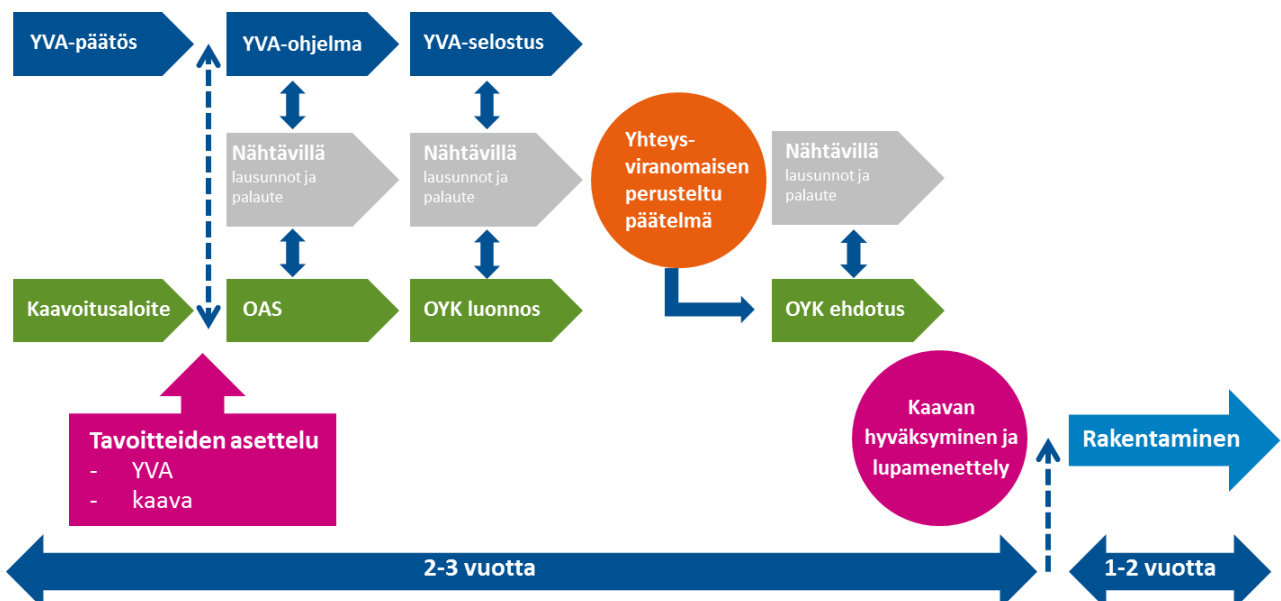 YVA-päätös
YVA-ohjelma
YVA-selostus
Nähtävillä
lausunnot ja
palaute
Nähtävillä
lausunnot ja
palaute
Yhteys-
viranomaisen
perusteltu
päätelmä
Nähtävillä
lausunnot ja
palaute
Kaavoitusaloite
OAS
OYK luonnos
OYK ehdotus
Tavoitteiden asettelu
- YVA
- kaava
Kaavan
hyväksyminen ja
lupamenettely
Rakentaminen
2-3 vuotta
1-2 vuotta